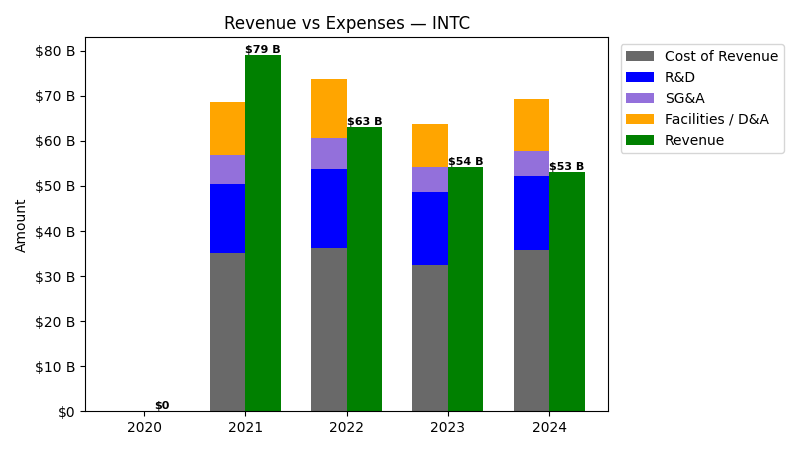 Revenue vs Expenses — INTC
Amount
$80 B
$70 B
$60 B
$50 B
$40 B
$30 B
$20 B
$10 B
$0
$0
$79 B
$63 B
$54 B
$53 B
2020
2021
2022
2023
2024
Cost of Revenue
R&D
SG&A
Facilities / D&A
Revenue